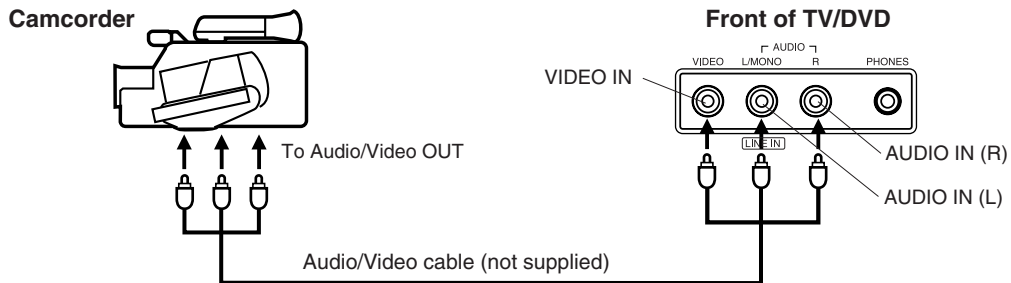 Camcorder
To Audio/Video OUT
Audio/Video cable (not supplied)
Front of TV/DVD
AUDIO
VIDEO L/MONO R PHONES
VIDEO IN
LINE IN
AUDIO IN (R)
AUDIO IN (L)